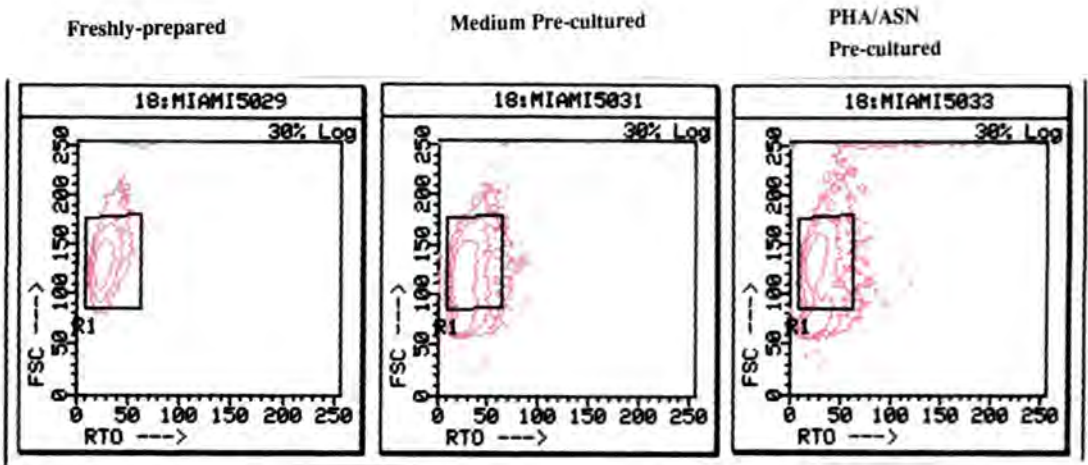 Freshly-prepared
Medium Pre-cultured
PHA/ASN
Pre-cultured
18:MIAMI5029
30% Log
250
200
150
100
50
0
FSC --->
R1
0 50 100 150 200 250
RTO --->
18:MIAMI5031
30% Log
250
200
150
100
50
0
FSC --->
R1
0 50 100 150 200 250
RTO --->
18:MIAMI5033
30% Log
250
200
150
100
50
0
FSC --->
R1
0 50 100 150 200 250
RTO --->